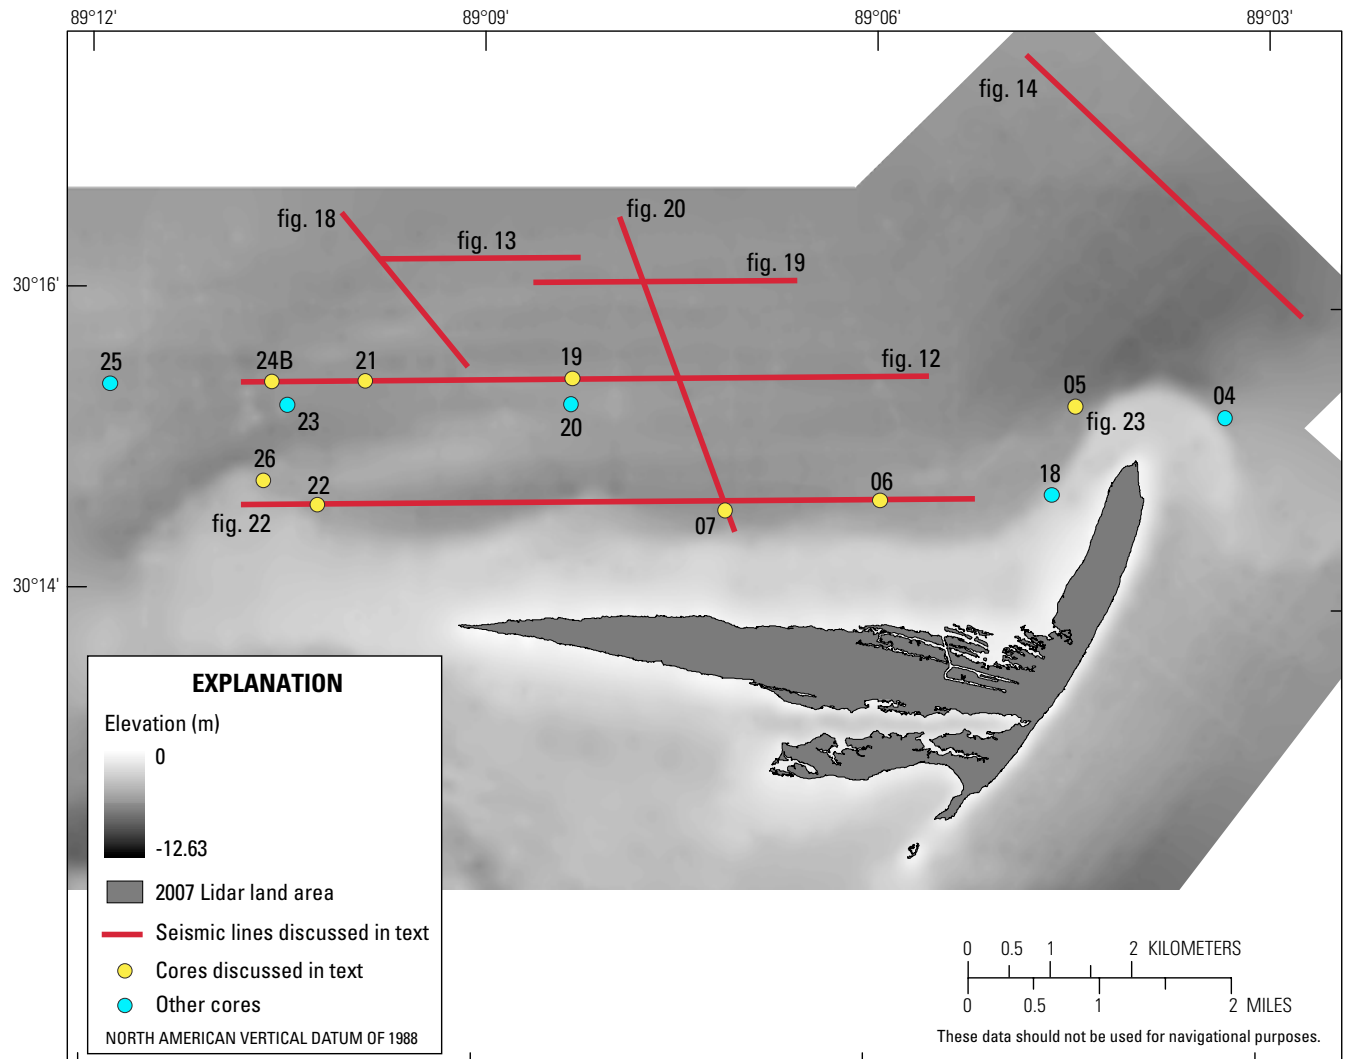 89°12' 89°09' 89°06' 89°03'
fig. 14
fig. 18
fig. 20
fig. 13
fig. 19
30°16'
25
24B
21
19
fig. 12
23
20
05
fig. 23
04
26
22
fig. 22
07
06
18
30°14'
EXPLANATION
Elevation (m)
0
-12.63
2007 Lidar land area
Seismic lines discussed in text
Cores discussed in text
Other cores
NORTH AMERICAN VERTICAL DATUM OF 1988
0 0.5 1 2 KILOMETERS
0 0.5 1 2 MILES
These data should not be used for navigational purposes.